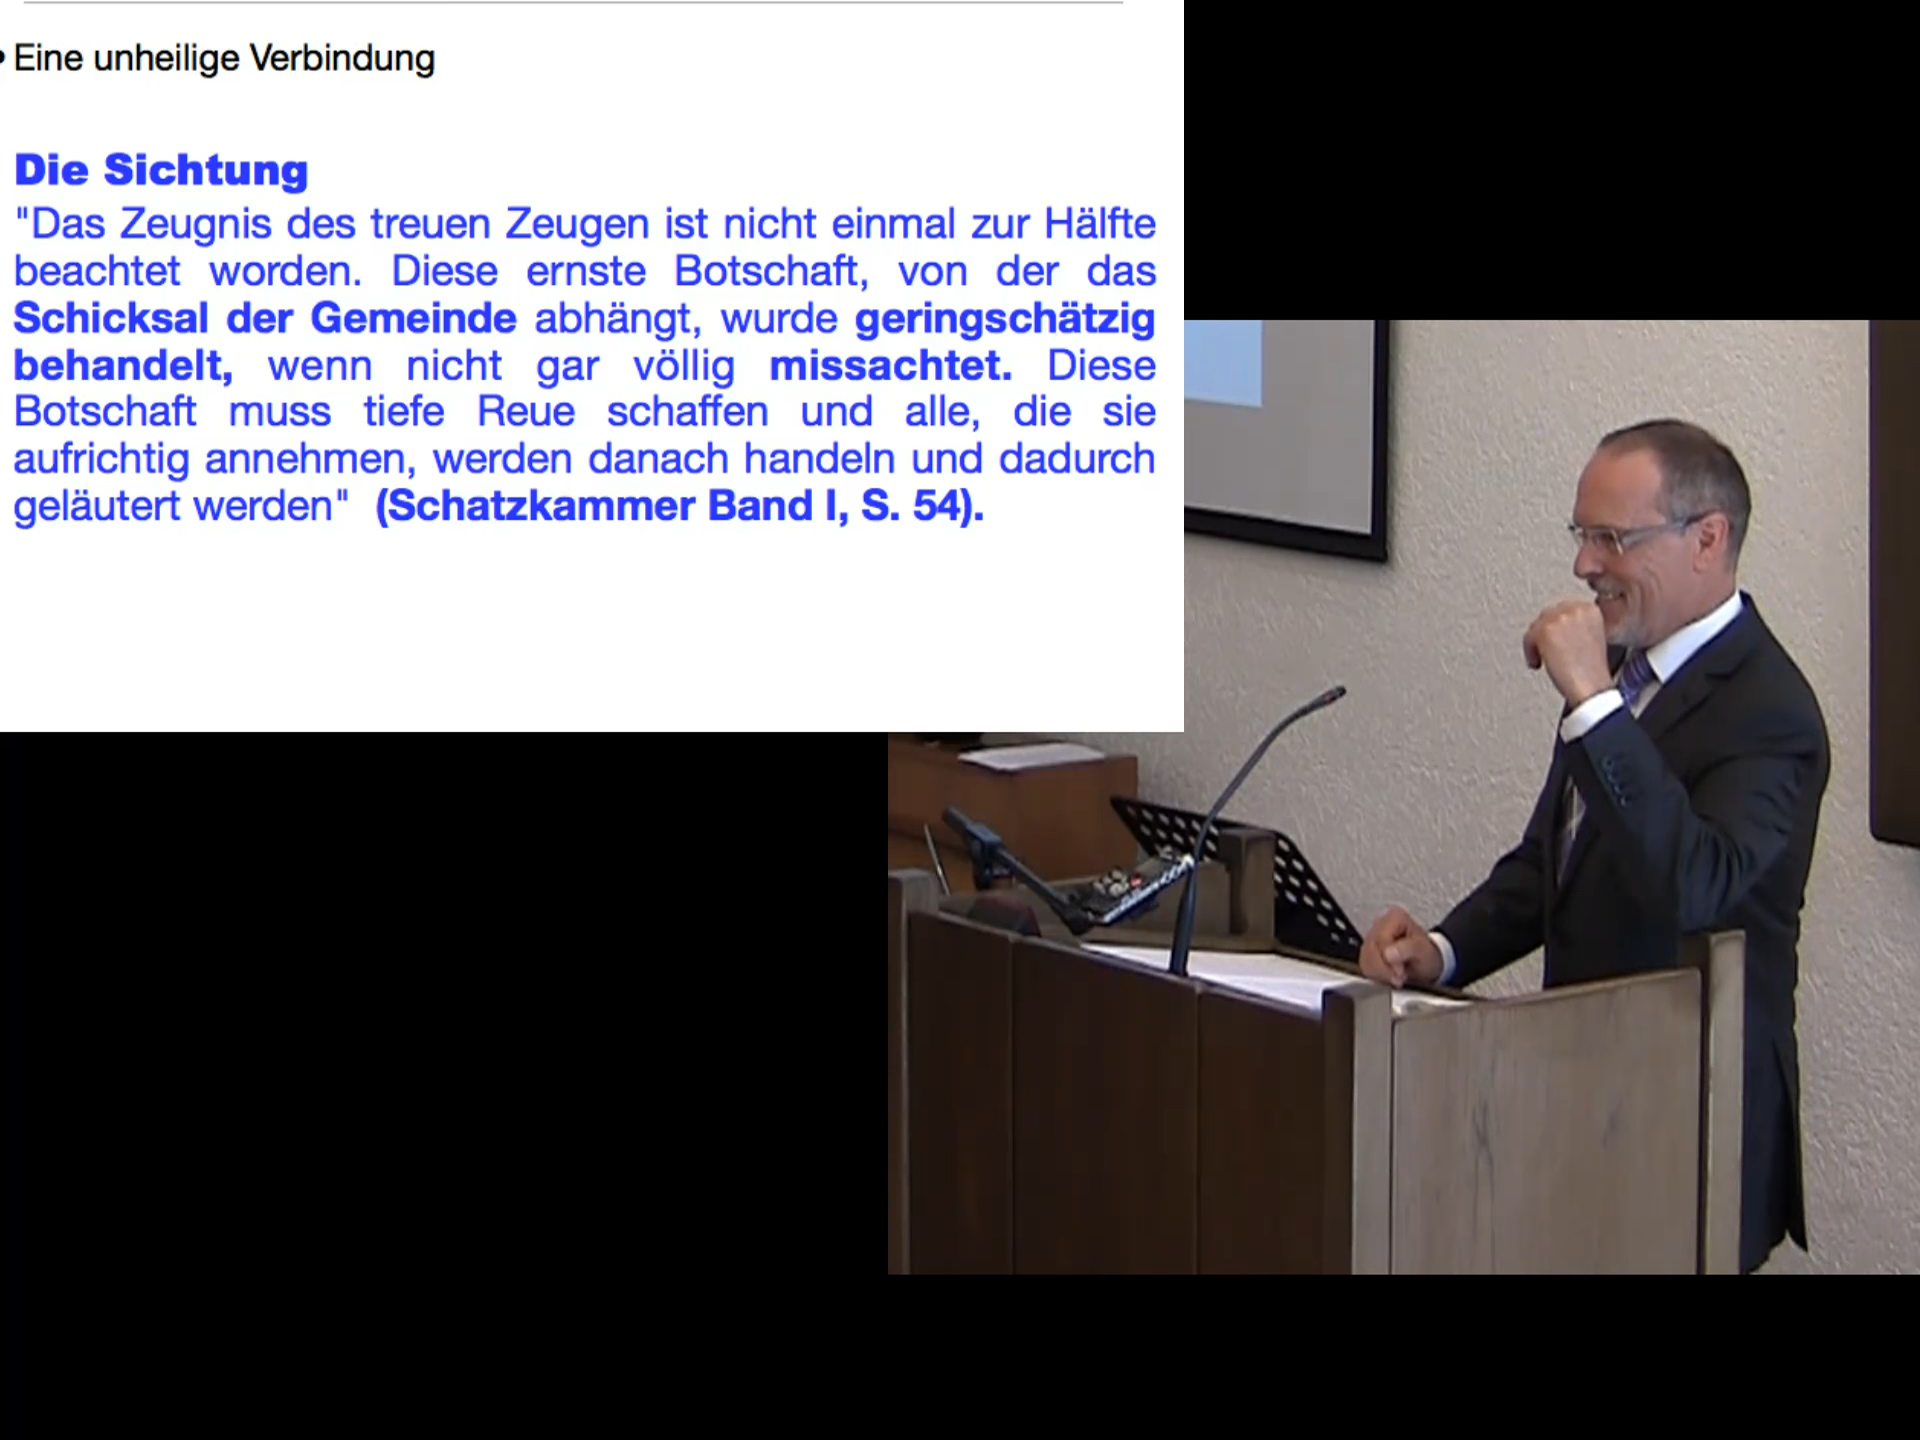 • Eine unheilige Verbindung
Die Sichtung
"Das Zeugnis des treuen Zeugen ist nicht einmal zur Hälfte
beachtet worden. Diese ernste Botschaft, von der das
Schicksal der Gemeinde abhängt, wurde geringschätzig
behandelt, wenn nicht gar völlig missachtet. Diese
Botschaft muss tiefe Reue schaffen und alle, die sie
aufrichtig annehmen, werden danach handeln und dadurch
geläutert werden" (Schatzkammer Band I, S. 54).